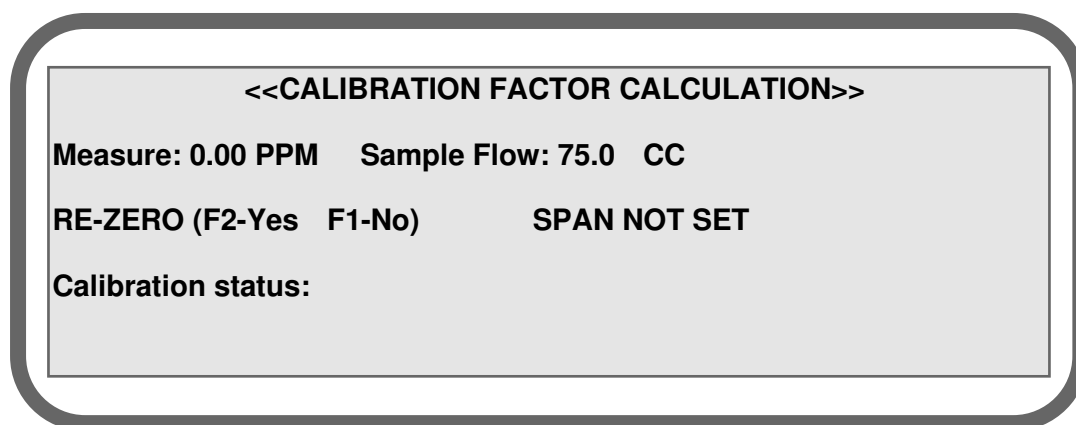 <<CALIBRATION FACTOR CALCULATION>>
Measure: 0.00 PPM Sample Flow: 75.0 CC
RE-ZERO (F2-Yes F1-No) SPAN NOT SET
Calibration status: